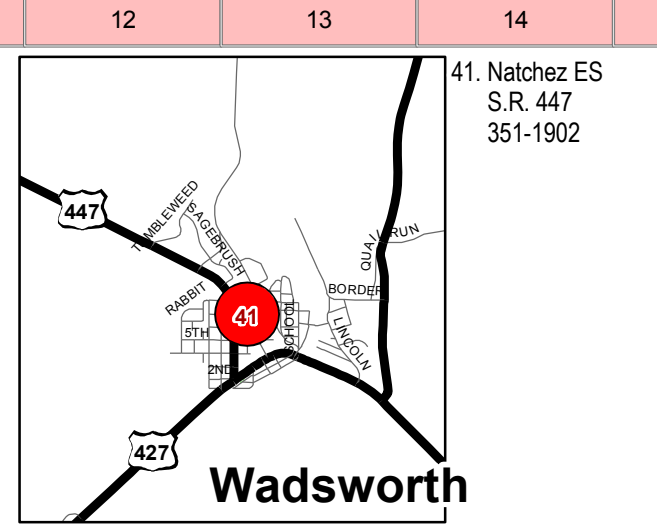 12 13 14
41. Natchez ES
S.R. 447
351-1902
447
TUMBLEWEED
SAGEBRUSH
QUAIL RUN
RABBIT
BORDER
41
SCHOOL
LINCOLN
5TH
2ND
427
Wadsworth